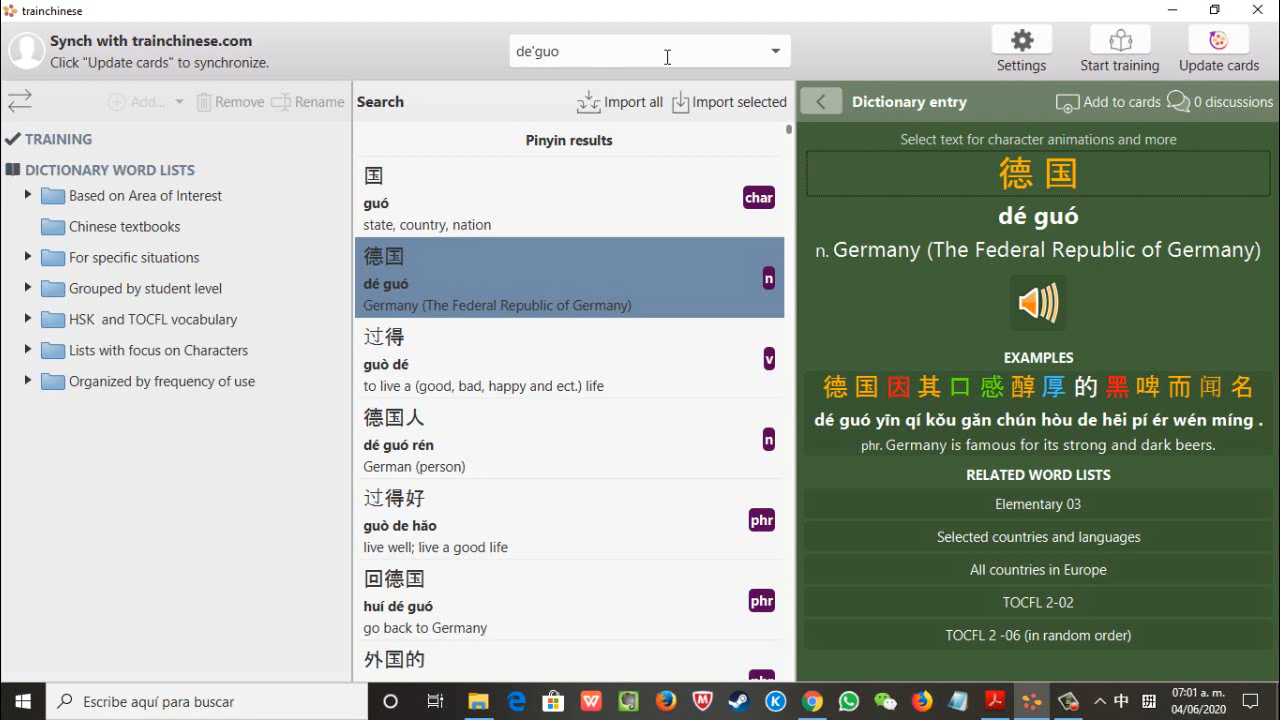 trainchinese
Synch with trainchinese.com
Click "Update cards" to synchronize.
de'guo
Settings
Start training
Update cards
Add...
Remove
Rename
TRAINING
DICTIONARY WORD LISTS
Based on Area of Interest
Chinese textbooks
For specific situations
Grouped by student level
HSK and TOCFL vocabulary
Lists with focus on Characters
Organized by frequency of use
Search
Import all
Import selected
Pinyin results
国
guó
state, country, nation
char
德国
dé guó
Germany (The Federal Republic of Germany)
n
过得
guò dé
to live a (good, bad, happy and ect.) life
v
德国人
dé guó rén
German (person)
n
过得好
guò de hǎo
live well; live a good life
phr
回德国
huí dé guó
go back to Germany
phr
外国的
Dictionary entry
Add to cards
0 discussions
Select text for character animations and more
德国
dé guó
n. Germany (The Federal Republic of Germany)
EXAMPLES
德国因其口感醇厚的黑啤而闻名
dé guó yīn qí kǒu gǎn chún hòu de hēi pí ér wén míng .
phr. Germany is famous for its strong and dark beers.
RELATED WORD LISTS
Elementary 03
Selected countries and languages
All countries in Europe
TOCFL 2-02
TOCFL 2 -06 (in random order)
Escribe aquí para buscar
中
拼
07:01 a. m.
04/06/2020